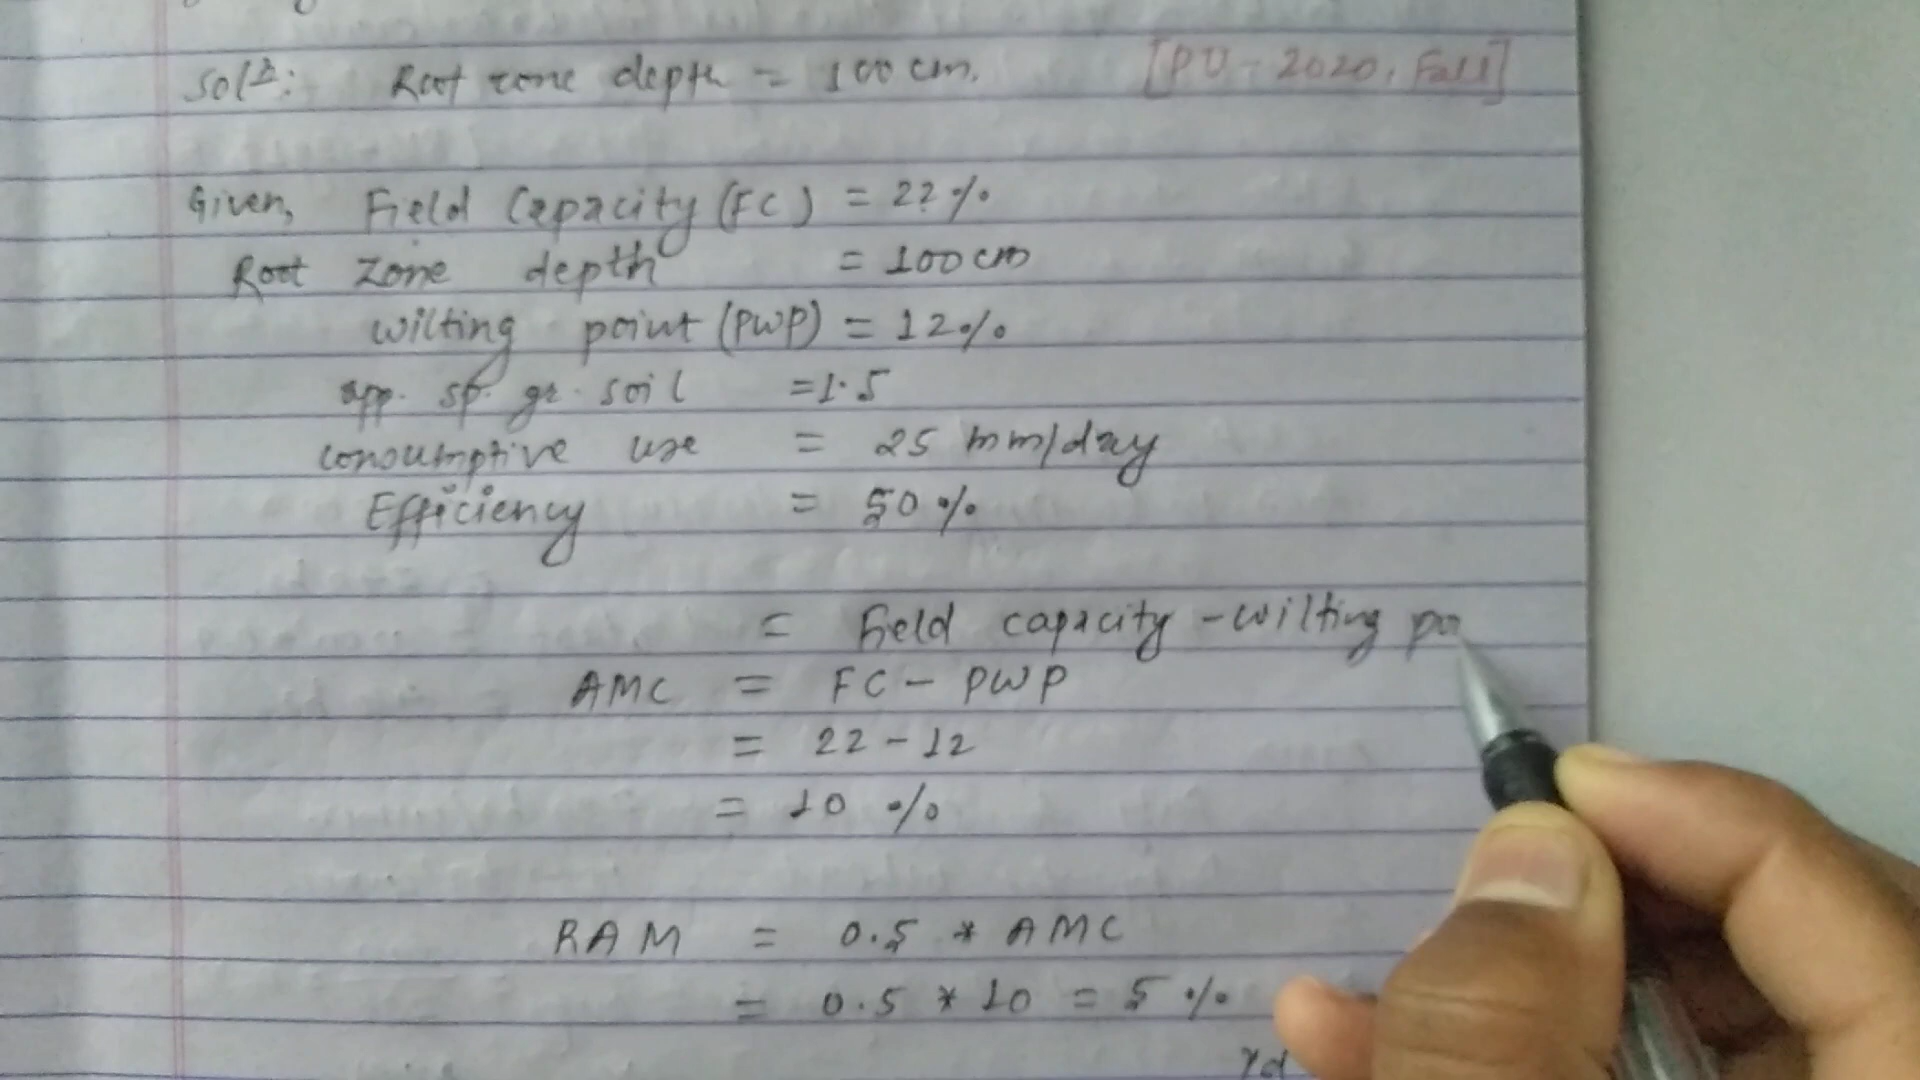 Solⁿ: Root zone depth = 100 cm. [PU - 2020, Fall]
Given, Field Capacity (FC) = 22%
Root zone depth = 100 cm
wilting point (PWP) = 12%
app. sp. gr. soil = 1.5
consumptive use = 25 mm/day
Efficiency = 50%
= Field capacity - wilting po
AMC = FC - PWP
= 22 - 12
= 10 %
RAM = 0.5 * AMC
= 0.5 * 10 = 5 %
γd